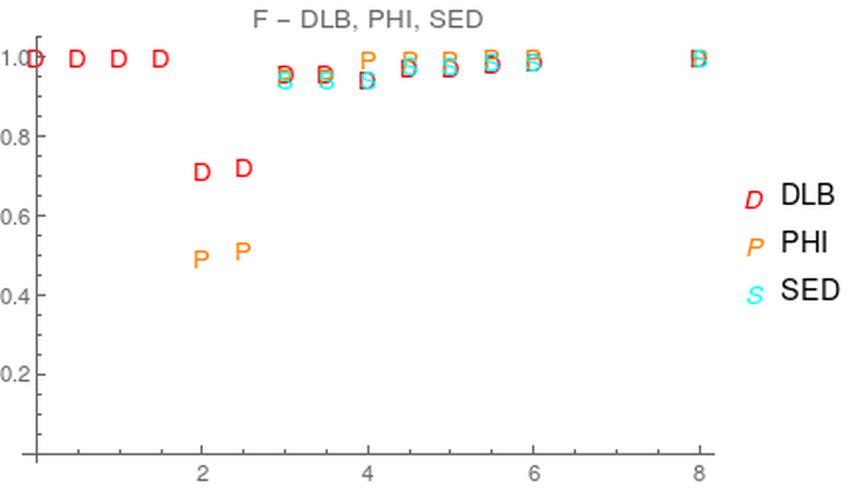 F – DLB, PHI, SED
1.0 D D D D S S P P P P P D
D D S D D D D S
S S S S S S
0.8
D D
0.6
P P
0.4
0.2
2 4 6 8
D DLB
P PHI
S SED